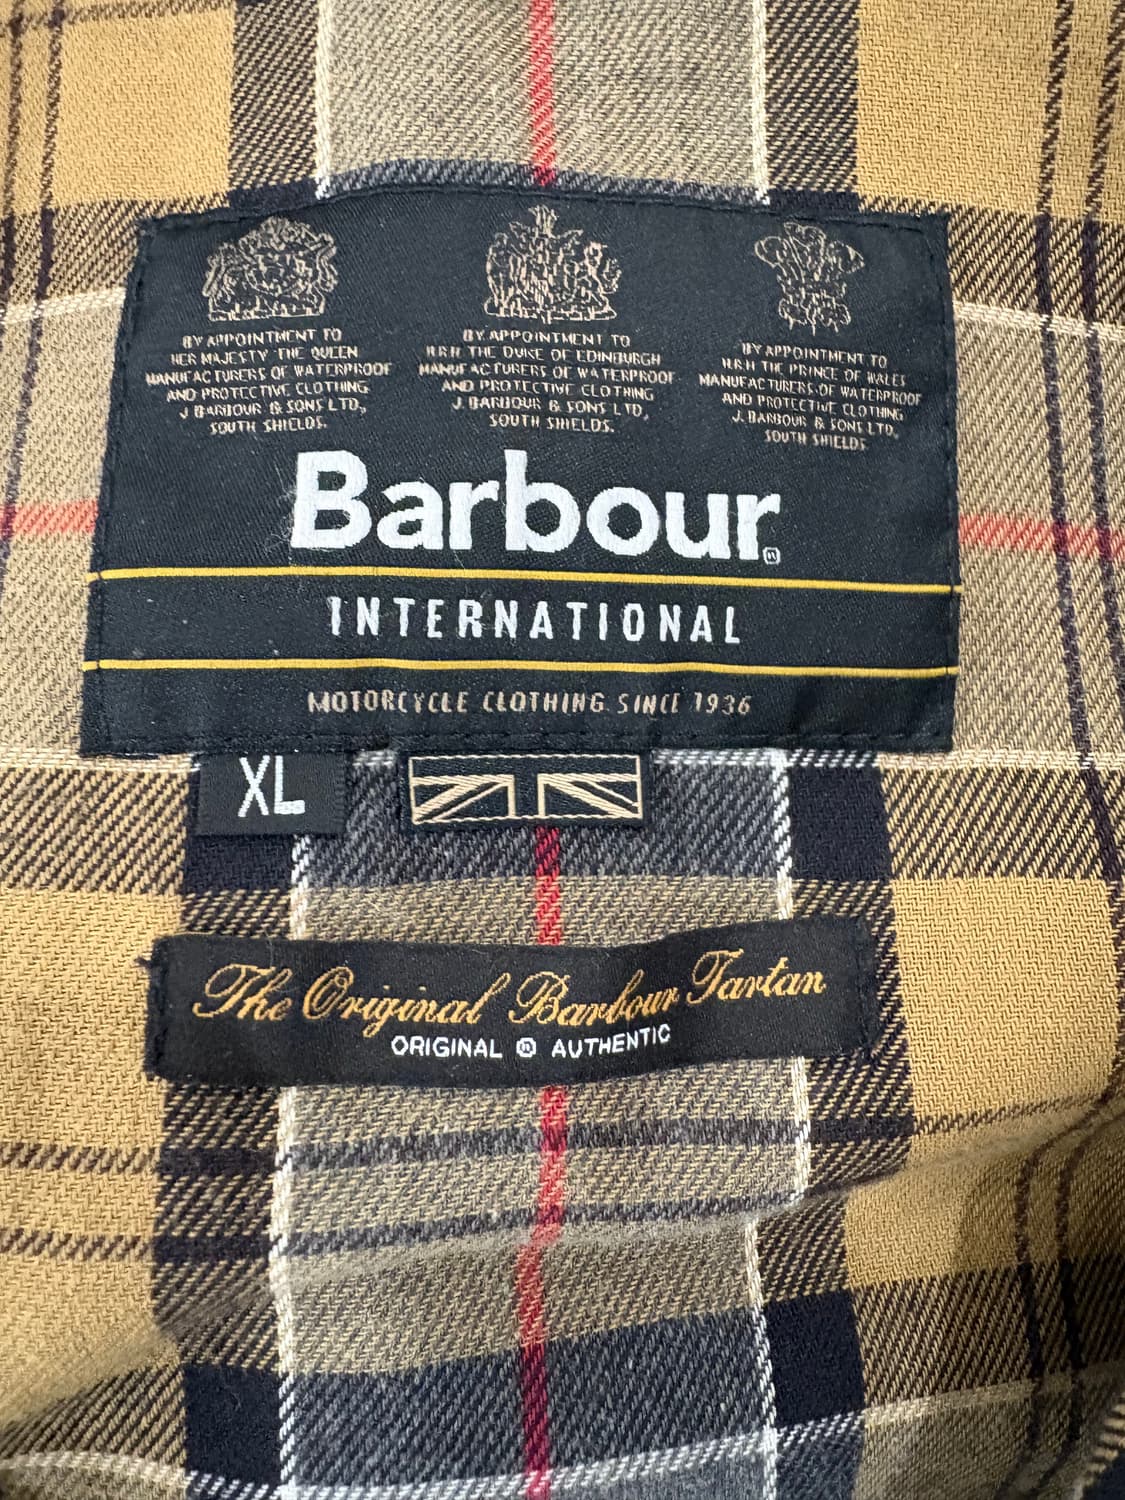 BY APPOINTMENT TO
HER MAJESTY THE QUEEN
MANUFACTURERS OF WATERPROOF
AND PROTECTIVE CLOTHING
J BARBOUR & SONS LTD,
SOUTH SHIELDS.
BY APPOINTMENT TO
H.R.H THE DUKE OF EDINBURGH
MANUFACTURERS OF WATERPROOF
AND PROTECTIVE CLOTHING
J. BARBOUR & SONS LTD,
SOUTH SHIELDS.
BY APPOINTMENT TO
H.R.H THE PRINCE OF WALES
MANUFACTURERS OF WATERPROOF
AND PROTECTIVE CLOTHING
J. BARBOUR & SONS LTD,
SOUTH SHIELDS
Barbour®
INTERNATIONAL
MOTORCYCLE CLOTHING SINCE 1936
XL
The Original Barbour Tartan
ORIGINAL ® AUTHENTIC